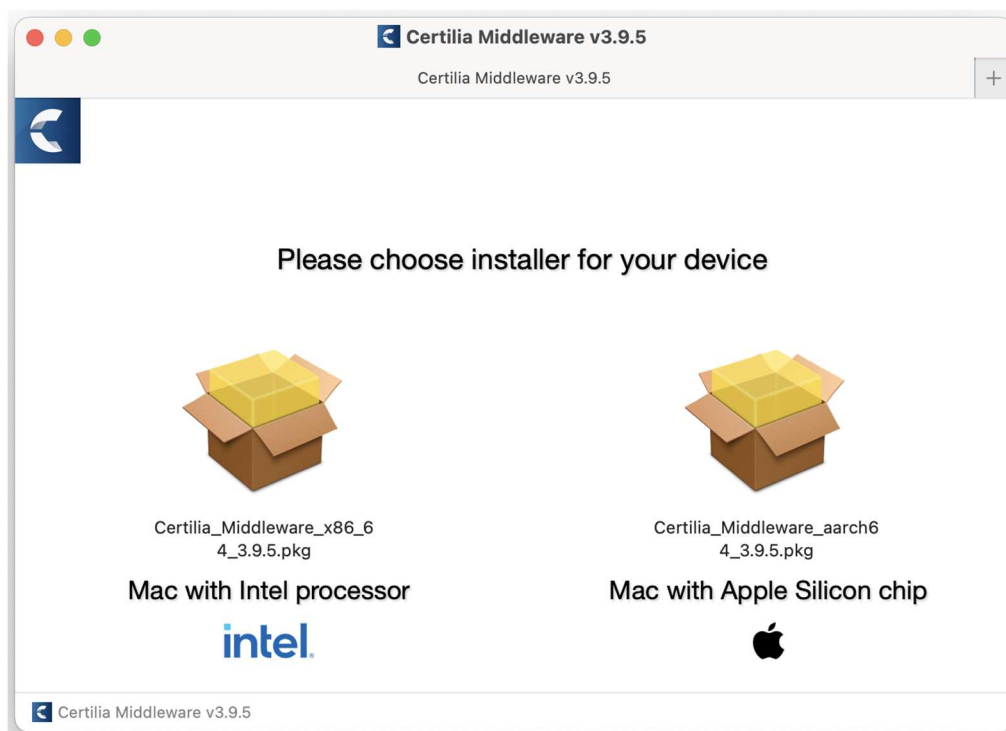 Certilia Middleware v3.9.5
Certilia Middleware v3.9.5
Please choose installer for your device
Certilia_Middleware_x86_6
4_3.9.5.pkg
Mac with Intel processor
intel.
Certilia_Middleware_aarch6
4_3.9.5.pkg
Mac with Apple Silicon chip
Certilia Middleware v3.9.5